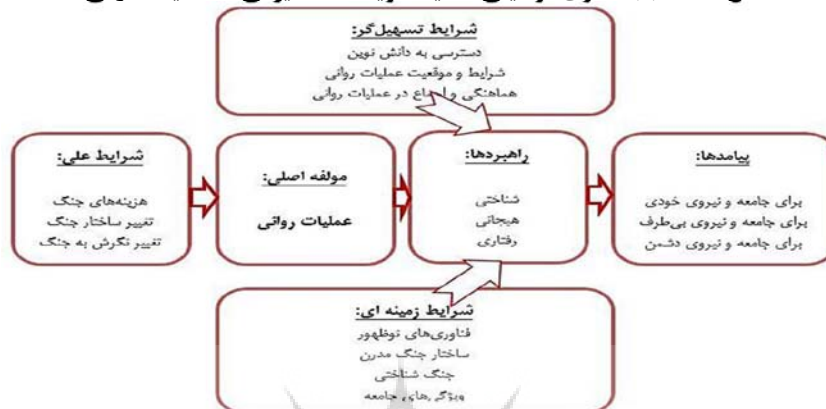 شرایط تسهیل‌گر:
دسترسی به دانش نوین
شرایط و موقعیت عملیات روانی
هماهنگی و در عملیات روانی
شرایط علی:
هزینه‌های جنگ
تغییر ساختار جنگ
تغییر نگرش به جنگ
مولفه اصلی:
عملیات روانی
راهبردها:
شناختی
هیجانی
رفتاری
پیامدها:
برای جامعه و نیروی خودی
برای جامعه و نیروی بی‌طرف
برای جامعه و نیروی دشمن
شرایط زمینه ای:
فناوری‌های نوظهور
ساختار جنگ مدرن
جنگ شناختی
ویژگی‌های جامعه